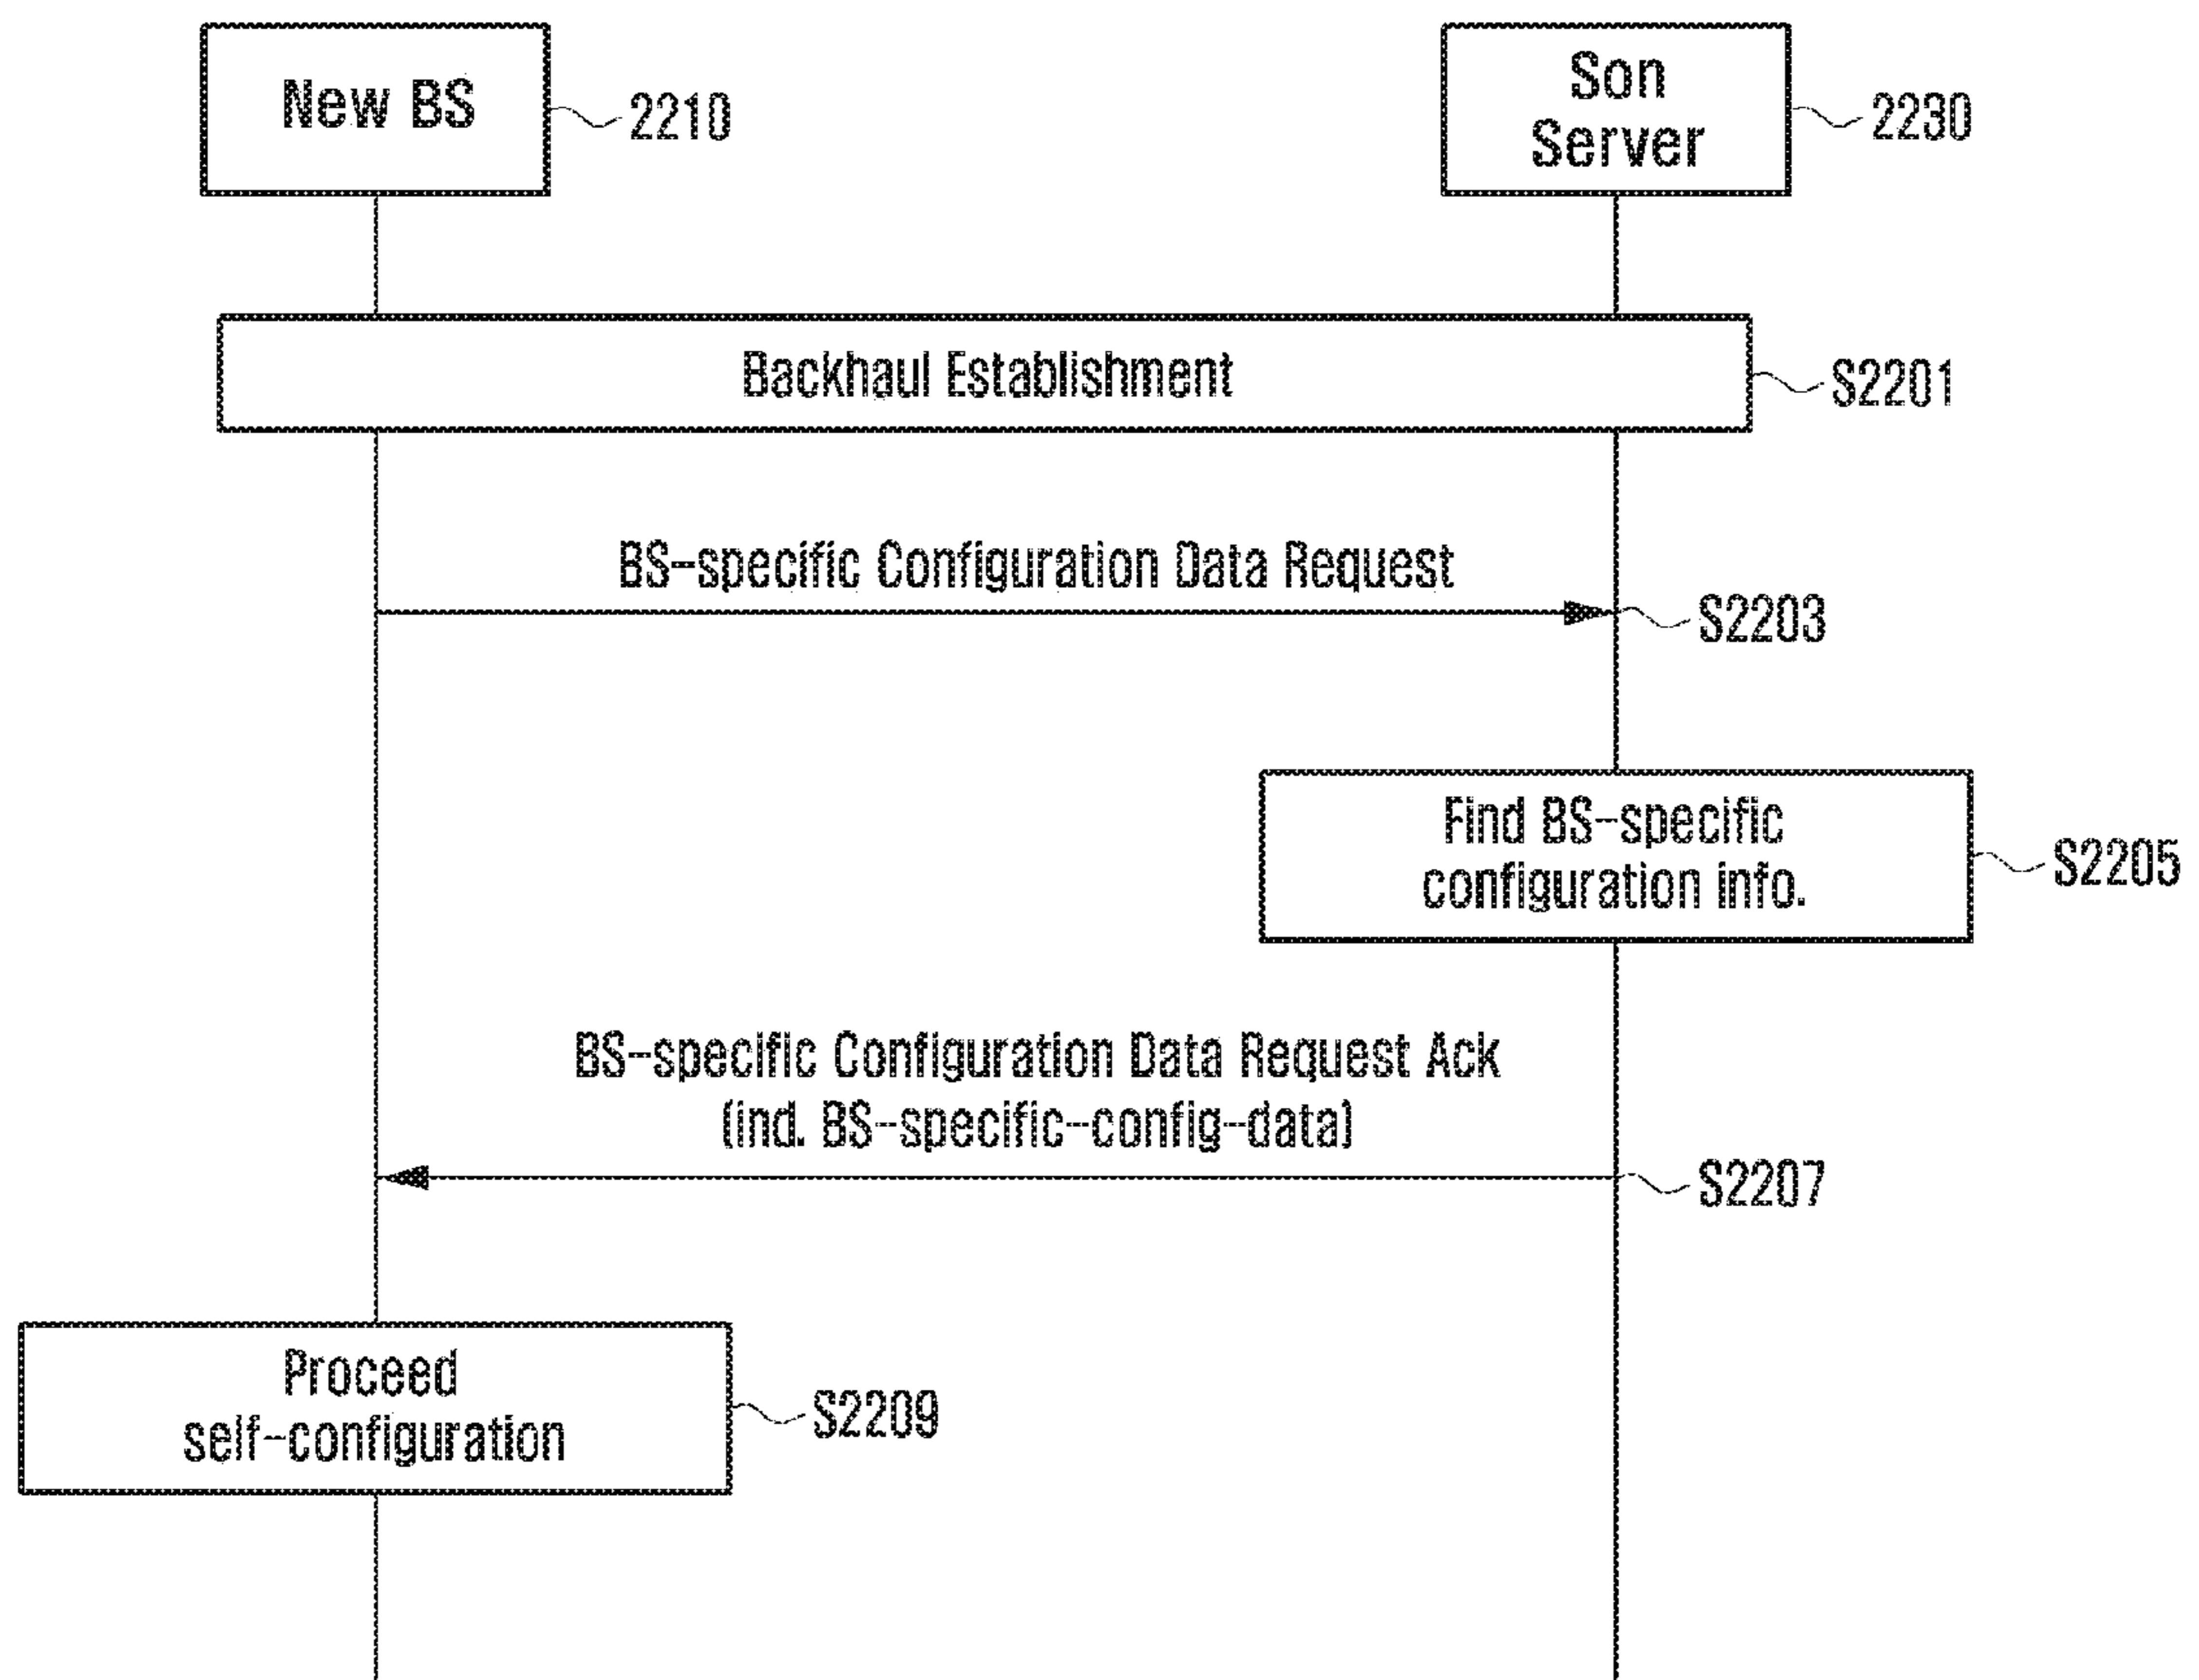 New BS
2210
Son
Server
2230
Backhaul Establishment
S2201
BS-specific Configuration Data Request
S2203
Find BS-specific
configuration info.
S2205
BS-specific Configuration Data Request Ack
(ind. BS-specific-config-data)
S2207
Proceed
self-configuration
S2209